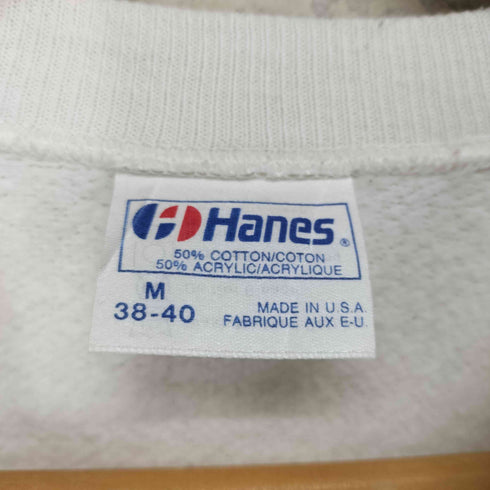 Hanes®
50% COTTON/COTON
50% ACRYLIC/ACRYLIQUE
M
38-40
MADE IN U.S.A.
FABRIQUE AUX E-U